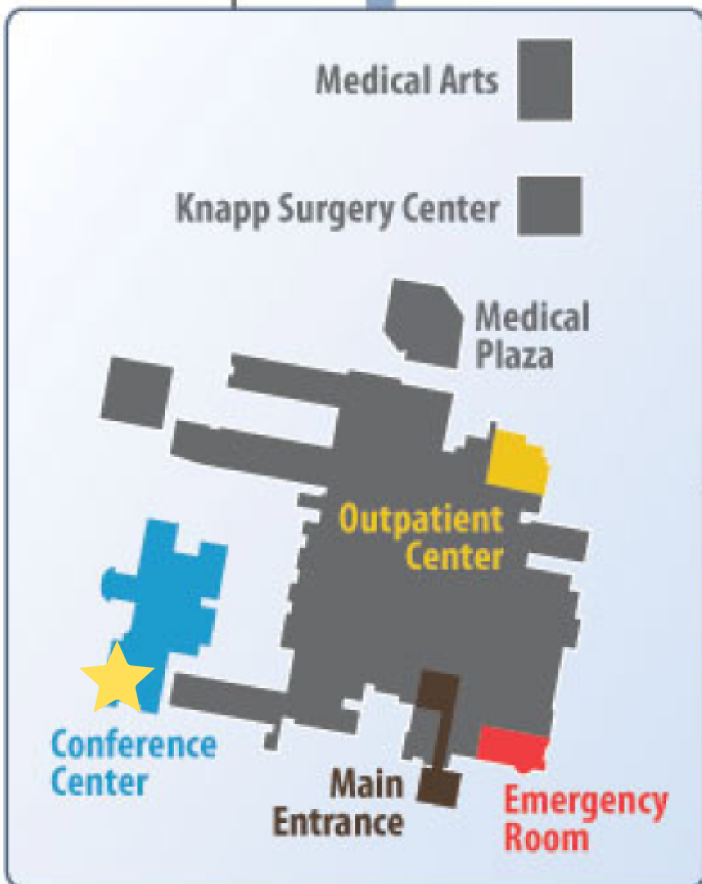 Medical Arts
Knapp Surgery Center
Medical
Plaza
Outpatient
Center
Conference
Center
Main
Entrance
Emergency
Room